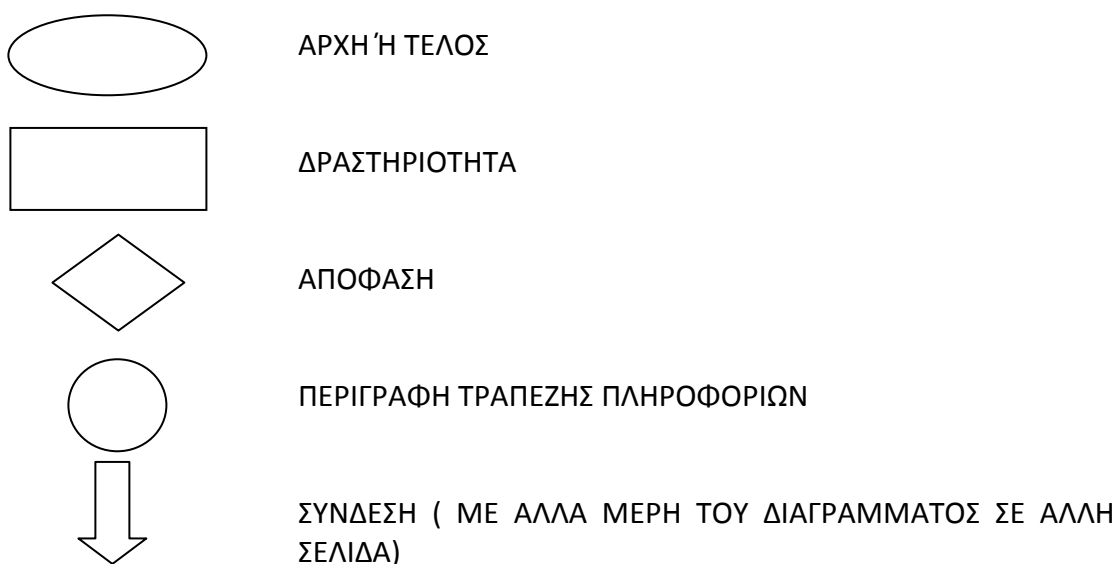 ΑΡΧΗ Ή ΤΕΛΟΣ
ΔΡΑΣΤΗΡΙΟΤΗΤΑ
ΑΠΟΦΑΣΗ
ΠΕΡΙΓΡΑΦΗ ΤΡΑΠΕΖΗΣ ΠΛΗΡΟΦΟΡΙΩΝ
ΣΥΝΔΕΣΗ ( ΜΕ ΑΛΛΑ ΜΕΡΗ ΤΟΥ ΔΙΑΓΡΑΜΜΑΤΟΣ ΣΕ ΑΛΛΗ
ΣΕΛΙΔΑ)